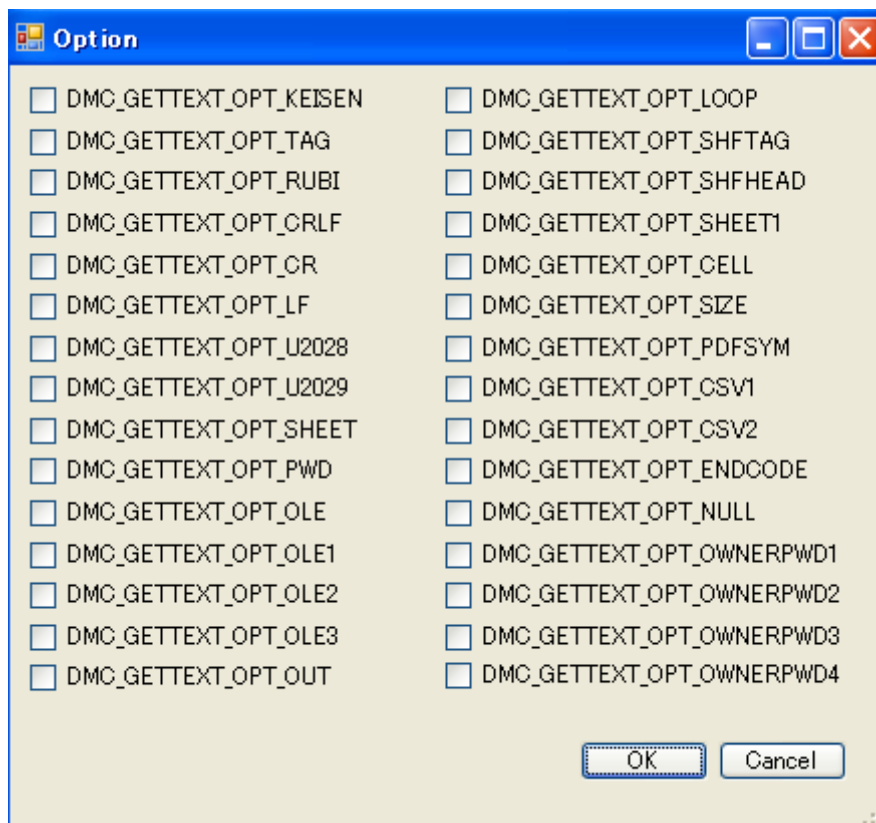 Option
DMC_GETTEXT_OPT_KEISEN
DMC_GETTEXT_OPT_TAG
DMC_GETTEXT_OPT_RUBI
DMC_GETTEXT_OPT_CRLF
DMC_GETTEXT_OPT_CR
DMC_GETTEXT_OPT_LF
DMC_GETTEXT_OPT_U2028
DMC_GETTEXT_OPT_U2029
DMC_GETTEXT_OPT_SHEET
DMC_GETTEXT_OPT_PWD
DMC_GETTEXT_OPT_OLE
DMC_GETTEXT_OPT_OLE1
DMC_GETTEXT_OPT_OLE2
DMC_GETTEXT_OPT_OLE3
DMC_GETTEXT_OPT_OUT
DMC_GETTEXT_OPT_LOOP
DMC_GETTEXT_OPT_SHFTAG
DMC_GETTEXT_OPT_SHFHEAD
DMC_GETTEXT_OPT_SHEET1
DMC_GETTEXT_OPT_CELL
DMC_GETTEXT_OPT_SIZE
DMC_GETTEXT_OPT_PDFSYM
DMC_GETTEXT_OPT_CSV1
DMC_GETTEXT_OPT_CSV2
DMC_GETTEXT_OPT_ENDCODE
DMC_GETTEXT_OPT_NULL
DMC_GETTEXT_OPT_OWNERPWD1
DMC_GETTEXT_OPT_OWNERPWD2
DMC_GETTEXT_OPT_OWNERPWD3
DMC_GETTEXT_OPT_OWNERPWD4
OK
Cancel